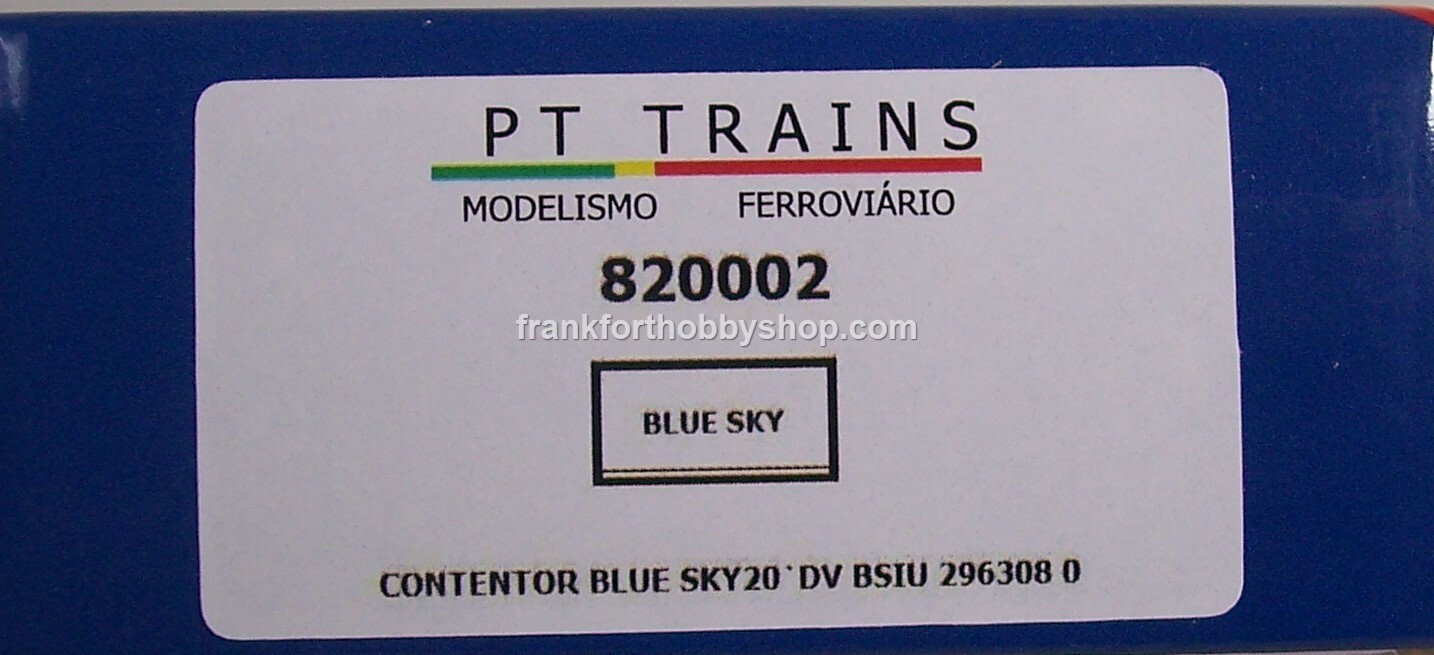 PT TRAINS
MODELISMO FERROVIÁRIO
820002
frankforthobbyshop.com
BLUE SKY
CONTENTOR BLUE SKY20`DV BSIU 296308 0